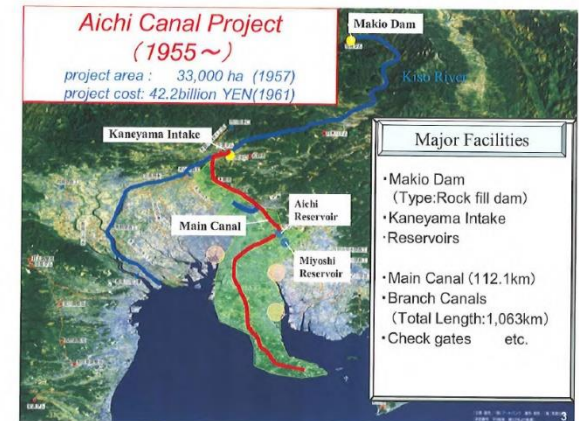 Aichi Canal Project
(1955～)
project area : 33,000 ha (1957)
project cost: 42.2billion YEN(1961)
Makio Dam
Kiso River
Kaneyama Intake
Main Canal
Aichi
Reservoir
Miyoshi
Reservoir
Major Facilities
・Makio Dam
(Type:Rock fill dam)
・Kaneyama Intake
・Reservoirs
・Main Canal (112.1km)
・Branch Canals
(Total Length:1,063km)
・Check gates etc.
3